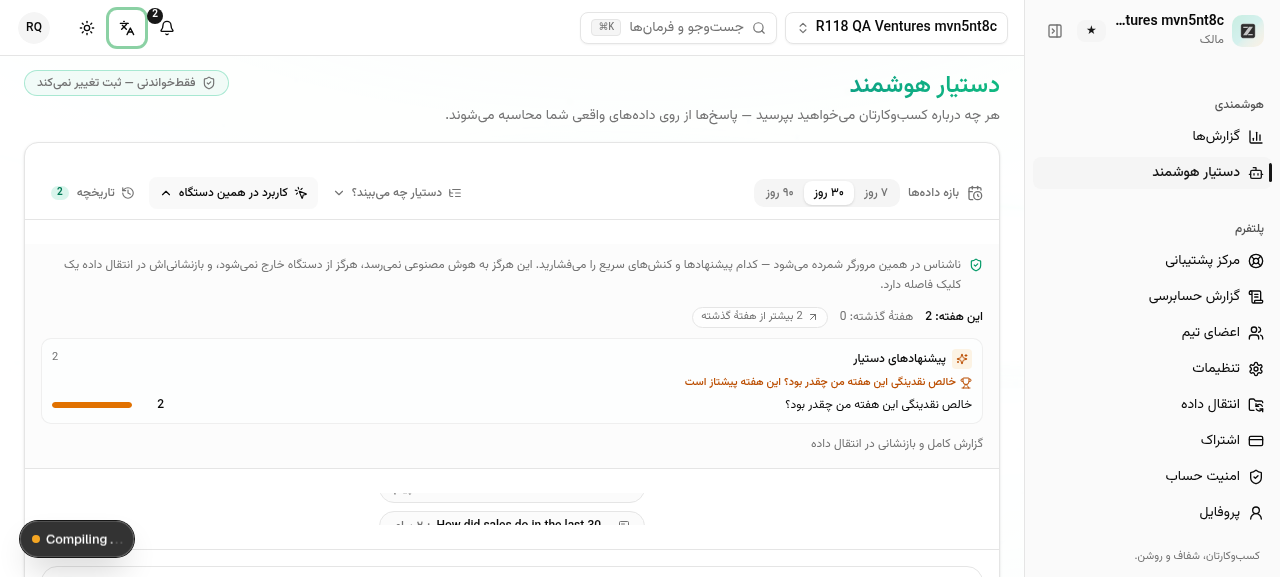 …tures mvn5nt8c
مالک
★
هوشمندی
گزارش‌ها
دستیار هوشمند
پلتفرم
مرکز پشتیبانی
گزارش حسابرسی
اعضای تیم
تنظیمات
انتقال داده
اشتراک
امنیت حساب
پروفایل
کسب‌وکارتان، شفاف و روشن.
R118 QA Ventures mvn5nt8c
جست‌وجو و فرمان‌ها
⌘K
2
RQ
دستیار هوشمند
فقط‌خواندنی — ثبت تغییر نمی‌کند
هر چه درباره کسب‌وکارتان می‌خواهید بپرسید — پاسخ‌ها از روی داده‌های واقعی شما محاسبه می‌شوند.
بازه داده‌ها
۷ روز
۳۰ روز
۹۰ روز
دستیار چه می‌بیند؟
کاربرد در همین دستگاه
تاریخچه 2
ناشناس در همین مرورگر شمرده می‌شود — کدام پیشنهادها و کنش‌های سریع را می‌فشارید. این هرگز به هوش مصنوعی نمی‌رسد، هرگز از دستگاه خارج نمی‌شود، و بازنشانی‌اش در انتقال داده یک
کلیک فاصله دارد.
این هفته: 2
هفتهٔ گذشته: 0
2 بیشتر از هفتهٔ گذشته
پیشنهادهای دستیار
2
خالص نقدینگی این هفته من چقدر بود؟ این هفته پیشتاز است
خالص نقدینگی این هفته من چقدر بود؟
2
گزارش کامل و بازنشانی در انتقال داده
How did sales do in the last 30
Compiling ...